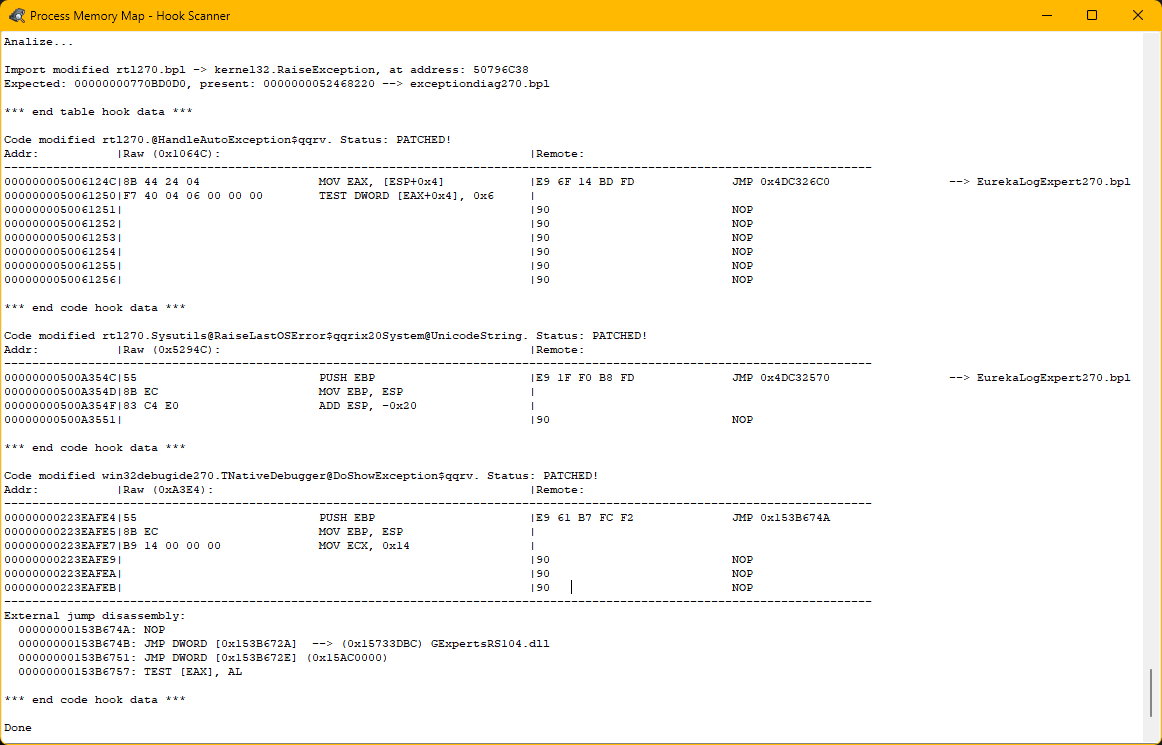 Process Memory Map - Hook Scanner
Analize...
Import modified rtl270.bpl -> kernel32.RaiseException, at address: 50796C38
Expected: 00000000770BD0D0, present: 0000000052468220 --> exceptiondiag270.bpl
*** end table hook data ***
Code modified rtl270.@HandleAutoException$qqrv. Status: PATCHED!
Addr: |Raw (0x1064C): |Remote:
--------------------------------------------------------------------------------------------------------------------------
000000005006124C|8B 44 24 04 MOV EAX, [ESP+0x4] |E9 6F 14 BD FD JMP 0x4DC326C0 --> EurekaLogExpert270.bpl
0000000050061250|F7 40 04 06 00 00 00 TEST DWORD [EAX+0x4], 0x6 |
0000000050061251| |90 NOP
0000000050061252| |90 NOP
0000000050061253| |90 NOP
0000000050061254| |90 NOP
0000000050061255| |90 NOP
0000000050061256| |90 NOP
*** end code hook data ***
Code modified rtl270.Sysutils@RaiseLastOSError$qqrix20System@UnicodeString. Status: PATCHED!
Addr: |Raw (0x5294C): |Remote:
--------------------------------------------------------------------------------------------------------------------------
00000000500A354C|55 PUSH EBP |E9 1F F0 B8 FD JMP 0x4DC32570 --> EurekaLogExpert270.bpl
00000000500A354D|8B EC MOV EBP, ESP |
00000000500A354F|83 C4 E0 ADD ESP, -0x20 |
00000000500A3551| |90 NOP
*** end code hook data ***
Code modified win32debugide270.TNativeDebugger@DoShowException$qqrv. Status: PATCHED!
Addr: |Raw (0xA3E4): |Remote:
--------------------------------------------------------------------------------------------------------------------------
00000000223EAFE4|55 PUSH EBP |E9 61 B7 FC F2 JMP 0x153B674A
00000000223EAFE5|8B EC MOV EBP, ESP |
00000000223EAFE7|B9 14 00 00 00 MOV ECX, 0x14 |
00000000223EAFE9| |90 NOP
00000000223EAFEA| |90 NOP
00000000223EAFEB| |90 NOP
--------------------------------------------------------------------------------------------------------------------------
External jump disassembly:
00000000153B674A: NOP
00000000153B674B: JMP DWORD [0x153B672A] --> (0x15733DBC) GExpertsRS104.dll
00000000153B6751: JMP DWORD [0x153B672E] (0x15AC0000)
00000000153B6757: TEST [EAX], AL
*** end code hook data ***
Done